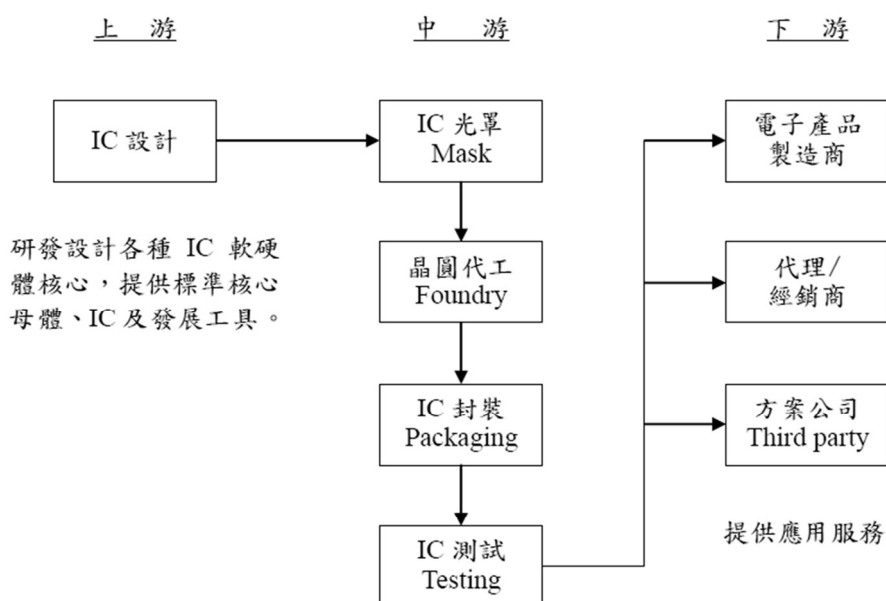 上 游
中 游
下 游
IC 設計
IC 光罩
Mask
電子產品
製造商
研發設計各種 IC 軟硬
體核心，提供標準核心
母體、IC 及發展工具。
晶圓代工
Foundry
代理/
經銷商
IC 封裝
Packaging
方案公司
Third party
IC 測試
Testing
提供應用服務